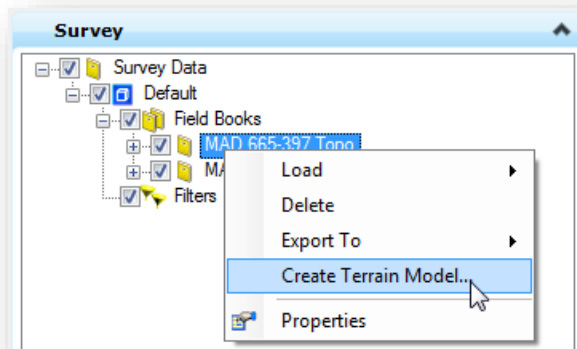 Survey
Survey Data
Default
Field Books
MAD 665-397 Topo
Load
Delete
Filters
Export To
Create Terrain Model...
Properties